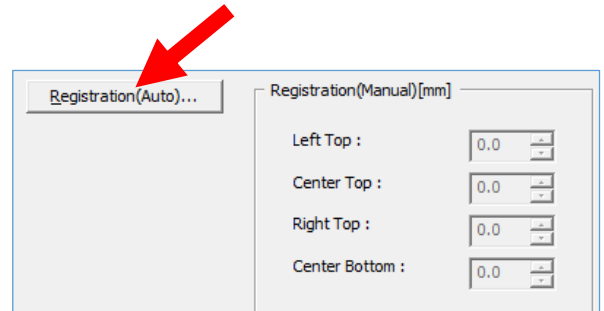 Registration(Auto)...
Registration(Manual)[mm]
Left Top : 0.0
Center Top : 0.0
Right Top : 0.0
Center Bottom : 0.0